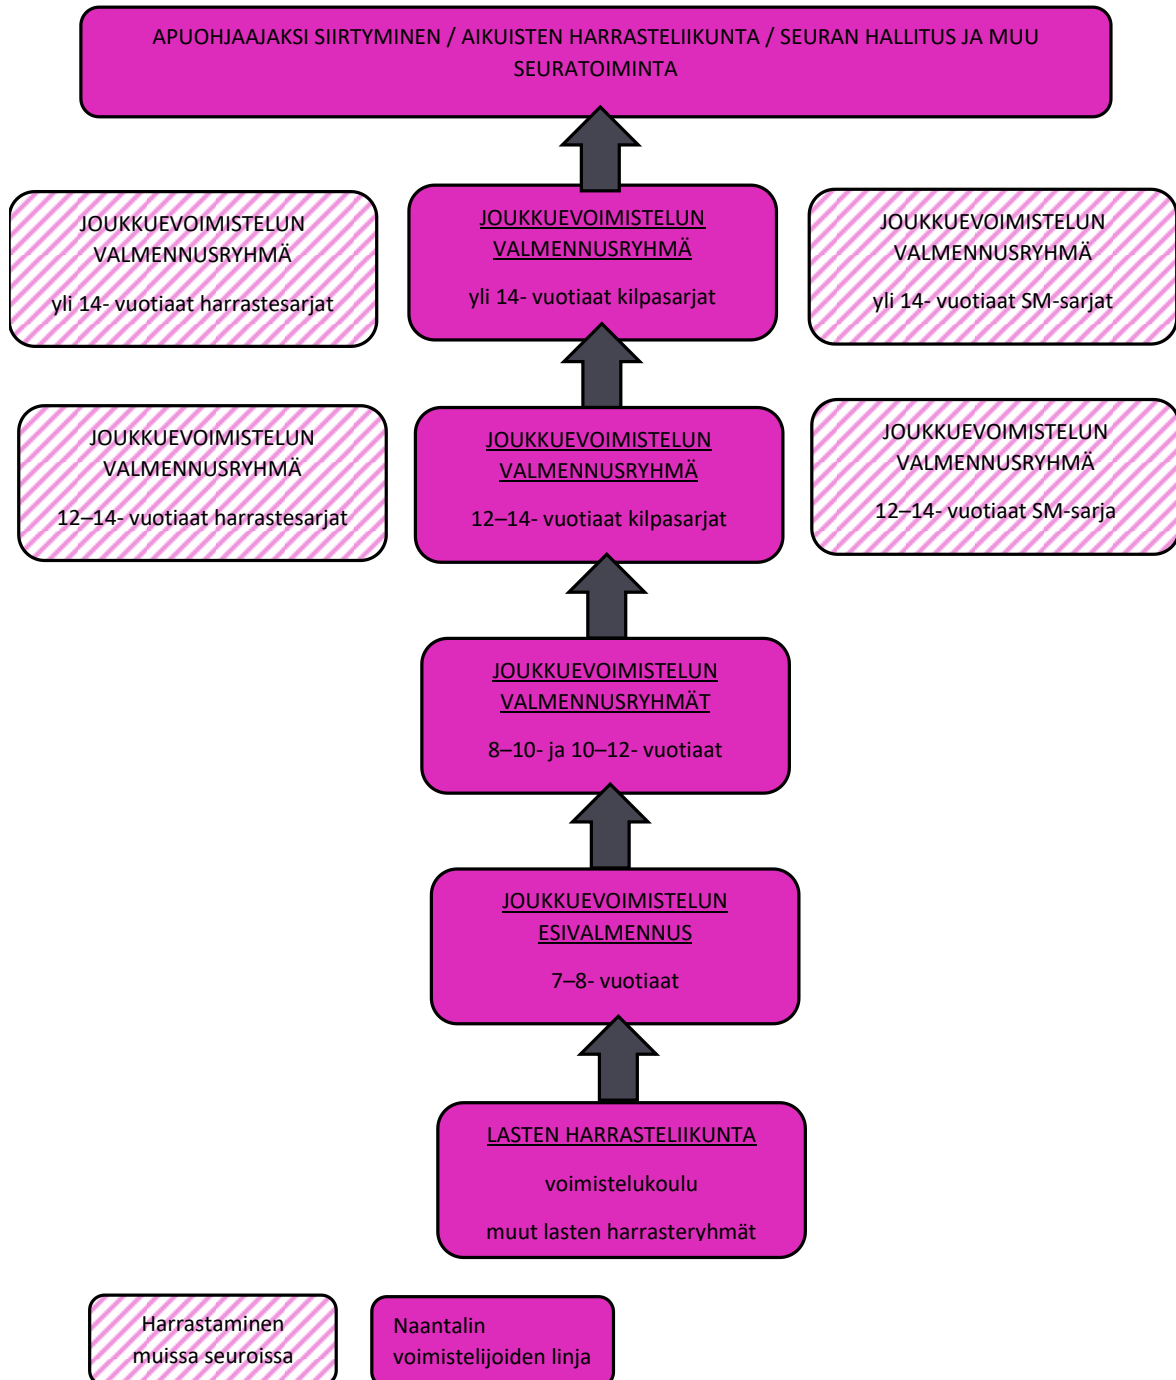 APUOHJAAJAKSI SIIRTYMINEN / AIKUISTEN HARRASTELIIKUNTA / SEURAN HALLITUS JA MUU
SEURATOIMINTA
JOUKKUEVOIMISTELUN
VALMENNUSRYHMÄ
yli 14- vuotiaat harrastesarjat
JOUKKUEVOIMISTELUN
VALMENNUSRYHMÄ
yli 14- vuotiaat kilpasarjat
JOUKKUEVOIMISTELUN
VALMENNUSRYHMÄ
yli 14- vuotiaat SM-sarjat
JOUKKUEVOIMISTELUN
VALMENNUSRYHMÄ
12–14- vuotiaat harrastesarjat
JOUKKUEVOIMISTELUN
VALMENNUSRYHMÄ
12–14- vuotiaat kilpasarjat
JOUKKUEVOIMISTELUN
VALMENNUSRYHMÄ
12–14- vuotiaat SM-sarja
JOUKKUEVOIMISTELUN
VALMENNUSRYHMÄT
8–10- ja 10–12- vuotiaat
JOUKKUEVOIMISTELUN
ESIVALMENNUS
7–8- vuotiaat
LASTEN HARRASTELIIKUNTA
voimistelukoulu
muut lasten harrasteryhmät
Harrastaminen
muissa seuroissa
Naantalin
voimistelijoiden linja